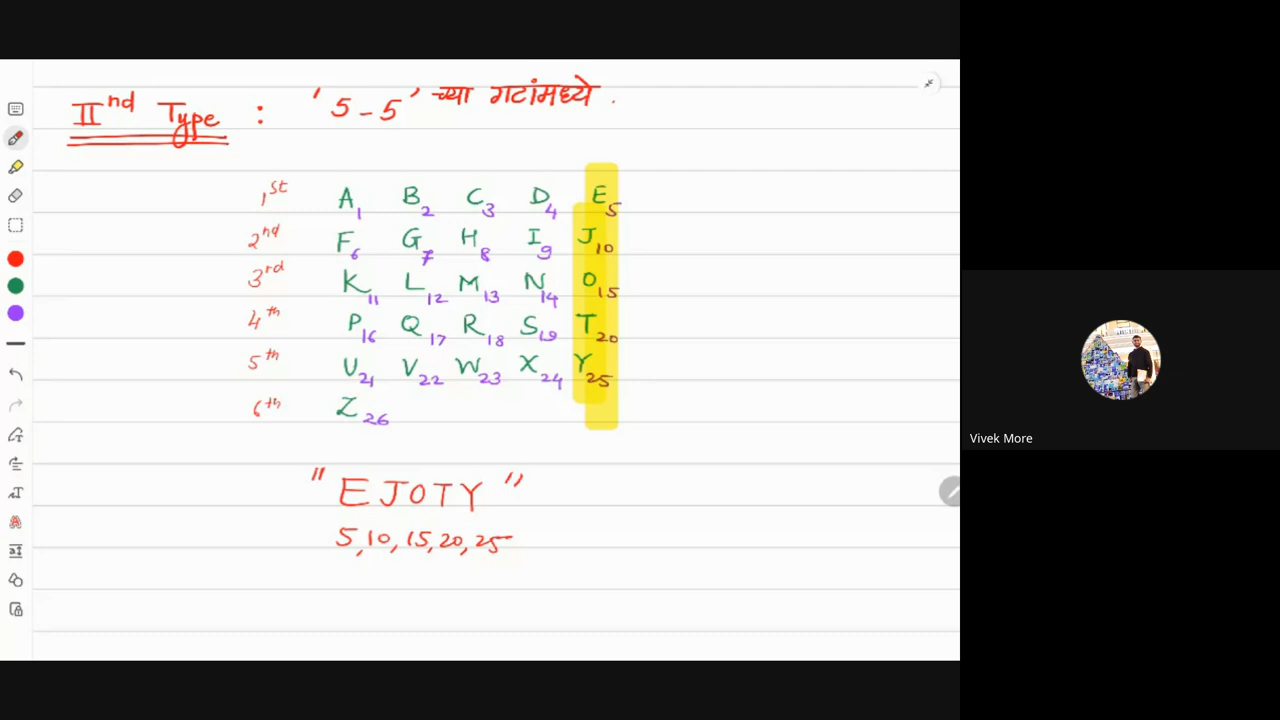 IInd Type : '5-5' च्या गटांमध्ये.
1st A1 B2 C3 D4 E5
2nd F6 G7 H8 I9 J10
3rd K11 L12 M13 N14 O15
4th P16 Q17 R18 S19 T20
5th U21 V22 W23 X24 Y25
6th Z26
"EJOTY"
5,10,15,20,25
Vivek More